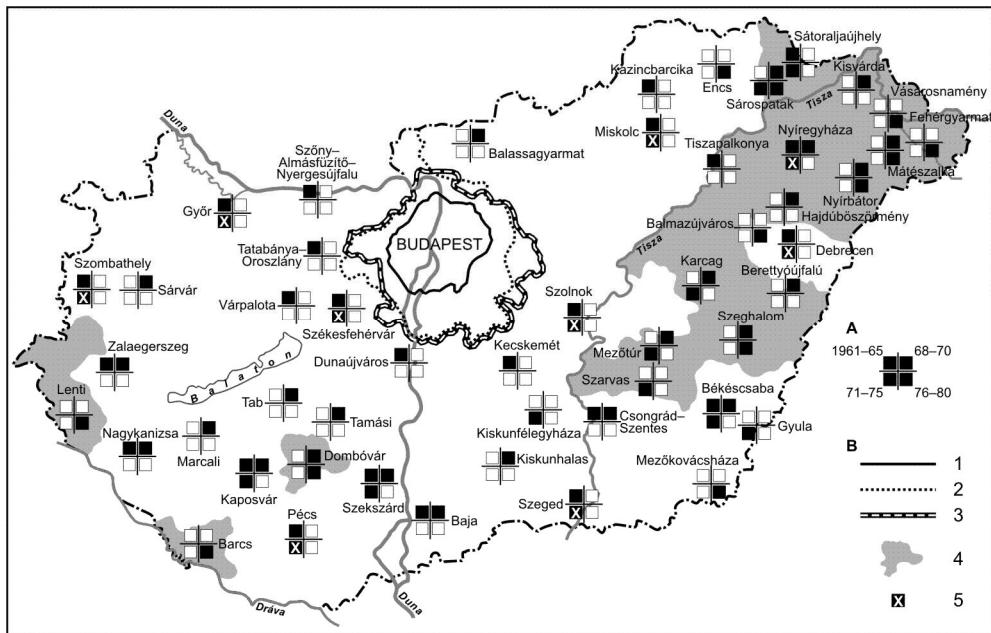 Sátoraljaújhely
Kazincbarcika
Encs
Sárospatak
Kisvárda
Tisza
Vásárosnamény
Fehérgyarmat
Duna
Balassagyarmat
Miskolc
X
Tiszapalkonya
Nyíregyháza
X
Mátészalka
Szőny–
Almásfüzítő–
Nyergesújfalu
Győr
X
Nyírbátor
Hajdúböszörmény
Balmazújváros
Debrecen
X
BUDAPEST
Tisza
Tatabánya–
Oroszlány
Karcag
Berettyóújfalú
Szombathely
X
Sárvár
Várpalota
X
Székesfehérvár
Szolnok
X
Szeghalom
A
1961–65
68–70
71–75
76–80
Zalaegerszeg
Balaton
Dunaújváros
Kecskemét
Mezőtúr
Szarvas
Lenti
Tab
Tamási
Kiskunfélegyháza
Csongrád–
Szentes
Békéscsaba
Gyula
Nagykanizsa
Marcali
Dombóvár
Kiskunhalas
B
1
2
3
Kaposvár
Szekszárd
Mezőkovácsháza
Pécs
X
Baja
Szeged
X
Barcs
4
X
5
Dráva
Duna